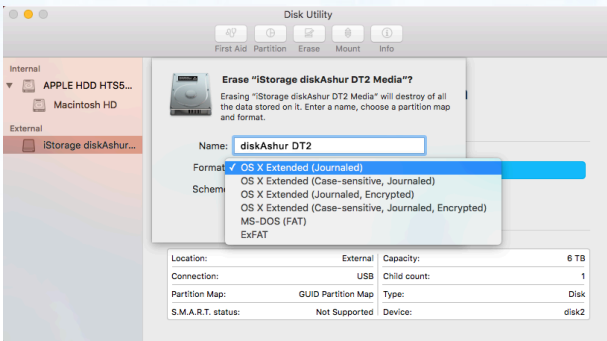 Disk Utility
First Aid
Partition
Erase
Mount
Info
Internal
APPLE HDD HTS5...
Macintosh HD
External
iStorage diskAshur...
Erase “iStorage diskAshur DT2 Media”?
Erasing “iStorage diskAshur DT2 Media” will destroy of all
the data stored on it. Enter a name, choose a partition map
and format.
Name: diskAshur DT2
Format
✓ OS X Extended (Journaled)
OS X Extended (Case-sensitive, Journaled)
OS X Extended (Journaled, Encrypted)
OS X Extended (Case-sensitive, Journaled, Encrypted)
MS-DOS (FAT)
ExFAT
Schem
Location: External
Capacity: 6 TB
Connection: USB
Child count: 1
Partition Map: GUID Partition Map
Type: Disk
S.M.A.R.T. status: Not Supported
Device: disk2